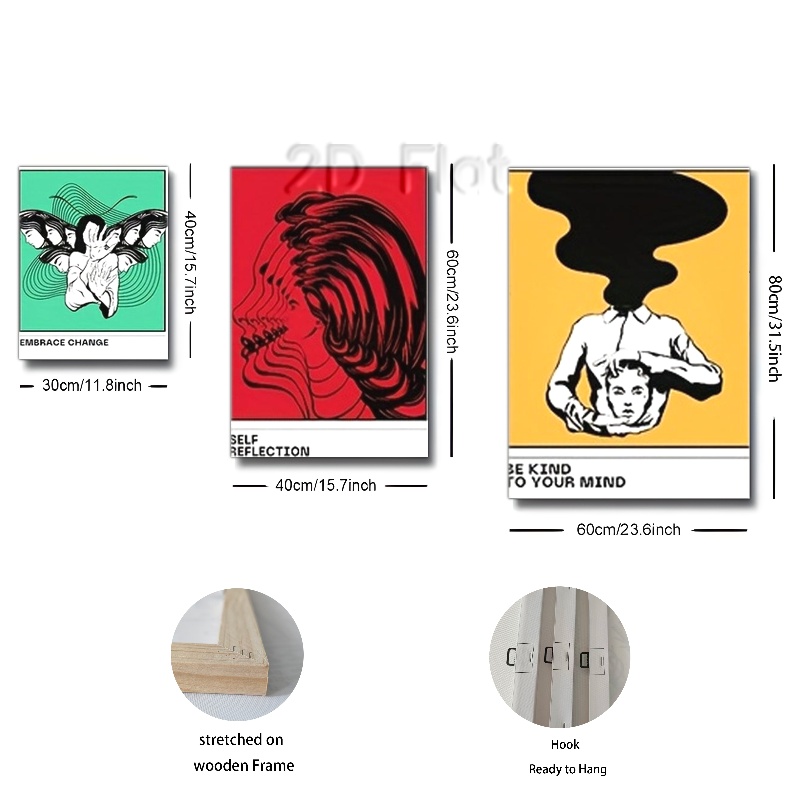 2D Flat
EMBRACE CHANGE
40cm/15.7inch
30cm/11.8inch
SELF
REFLECTION
60cm/23.6inch
40cm/15.7inch
BE KIND
TO YOUR MIND
80cm/31.5inch
60cm/23.6inch
stretched on
wooden Frame
Hook
Ready to Hang